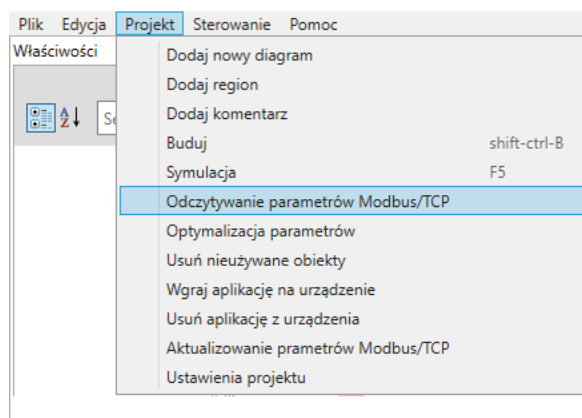 Plik Edycja Projekt Sterowanie Pomoc
Właściwości
Dodaj nowy diagram
Dodaj region
Dodaj komentarz
Buduj shift-ctrl-B
Symulacja F5
Odczytywanie parametrów Modbus/TCP
Optymalizacja parametrów
Usuń nieużywane obiekty
Wgraj aplikację na urządzenie
Usuń aplikację z urządzenia
Aktualizowanie prametrów Modbus/TCP
Ustawienia projektu